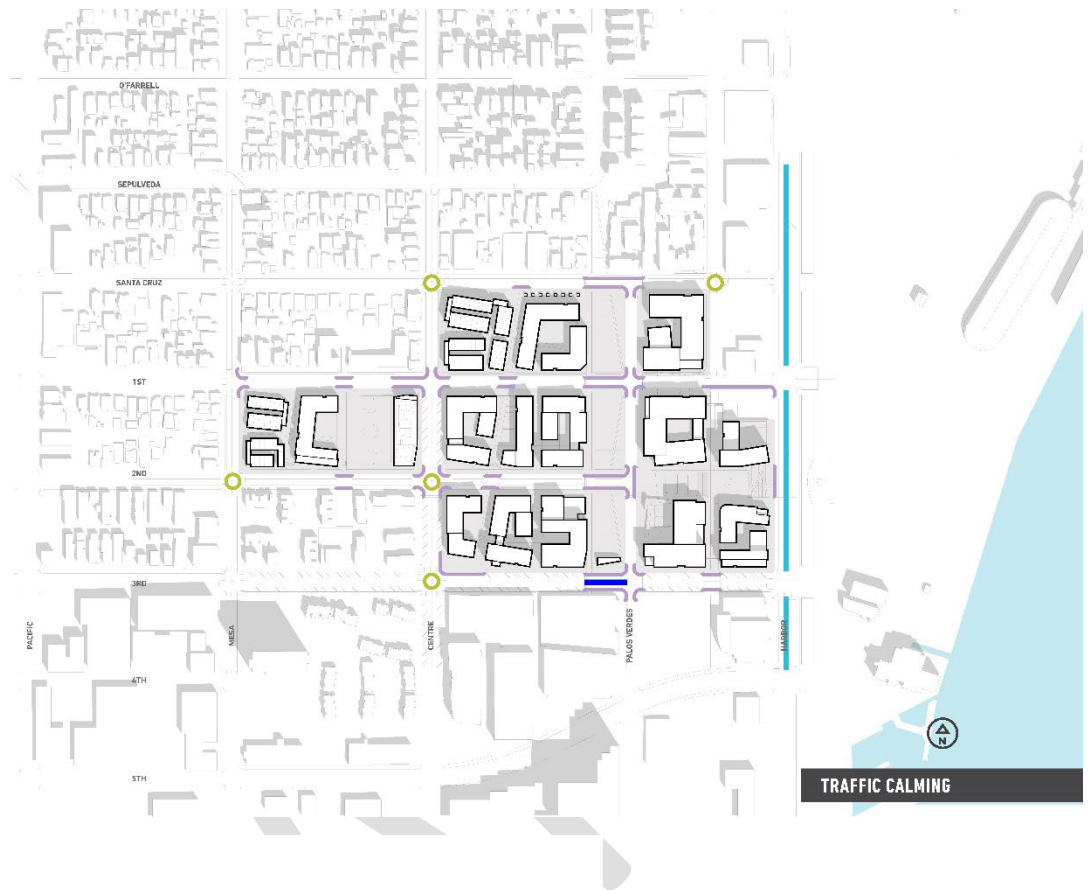 O'FARRELL
SEPULVEDA
SANTA CRUZ
1ST
2ND
3RD
PACIFIC
MESA
CENTRE
PALOS VERDES
HARBOR
4TH
5TH
N
TRAFFIC CALMING